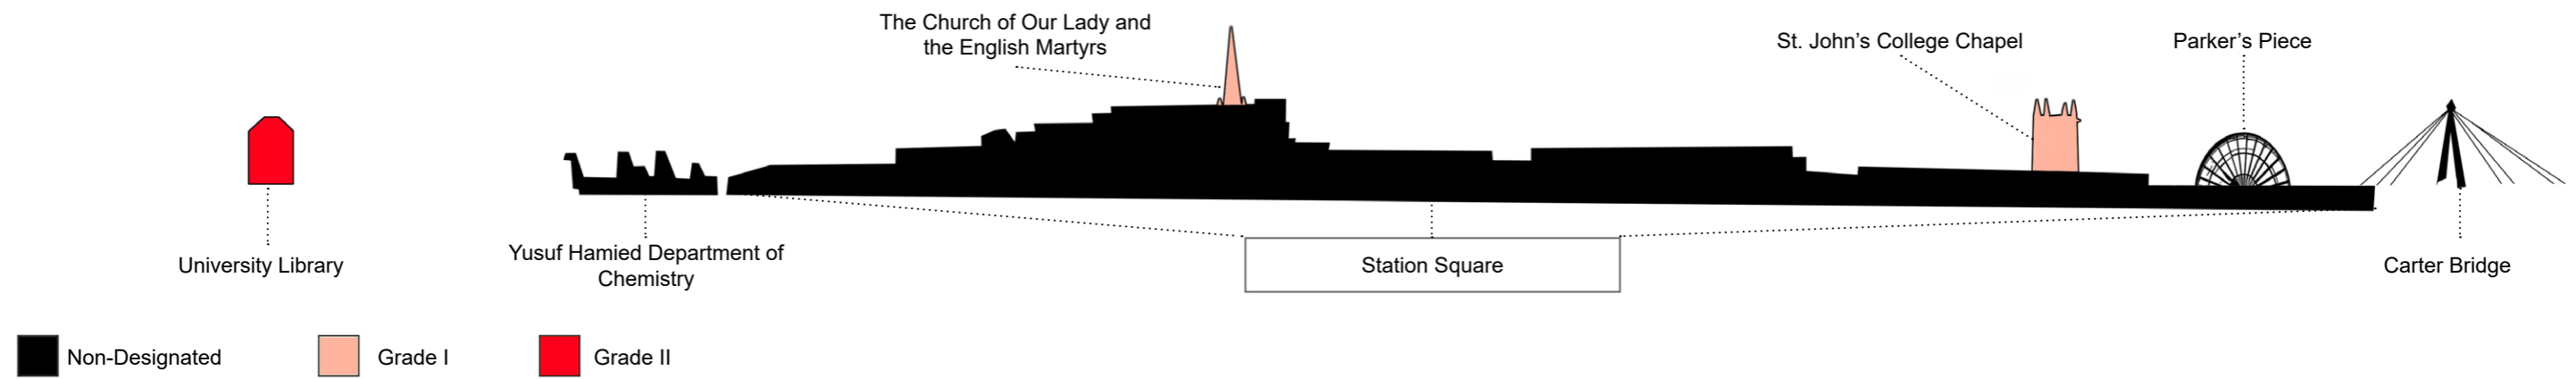 The Church of Our Lady and
the English Martyrs
St. John's College Chapel
Parker's Piece
University Library
Yusuf Hamied Department of
Chemistry
Station Square
Carter Bridge
Non-Designated
Grade I
Grade II